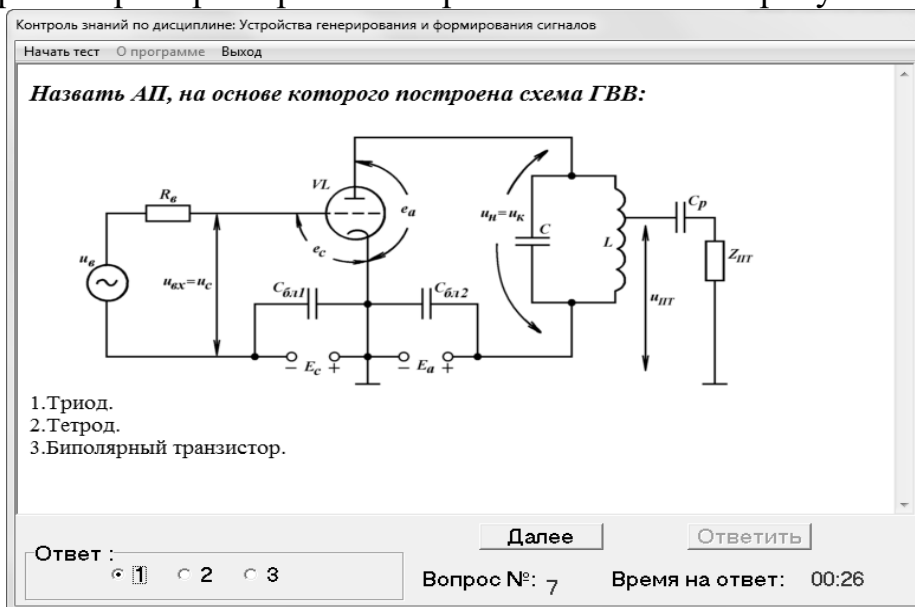 Контроль знаний по дисциплине: Устройства генерирования и формирования сигналов
Начать тест О программе Выход
Назвать АП, на основе которого построена схема ГВВ:
VL
Rв
eа
eс
uв
uвх=uс
Cбл1
Cбл2
− Eс +
− Eа +
uн=uк
C
L
Cр
Zпт
uпт
1.Триод.
2.Тетрод.
3.Биполярный транзистор.
Далее
Ответить
Ответ :
1 2 3
Вопрос №: 7
Время на ответ: 00:26